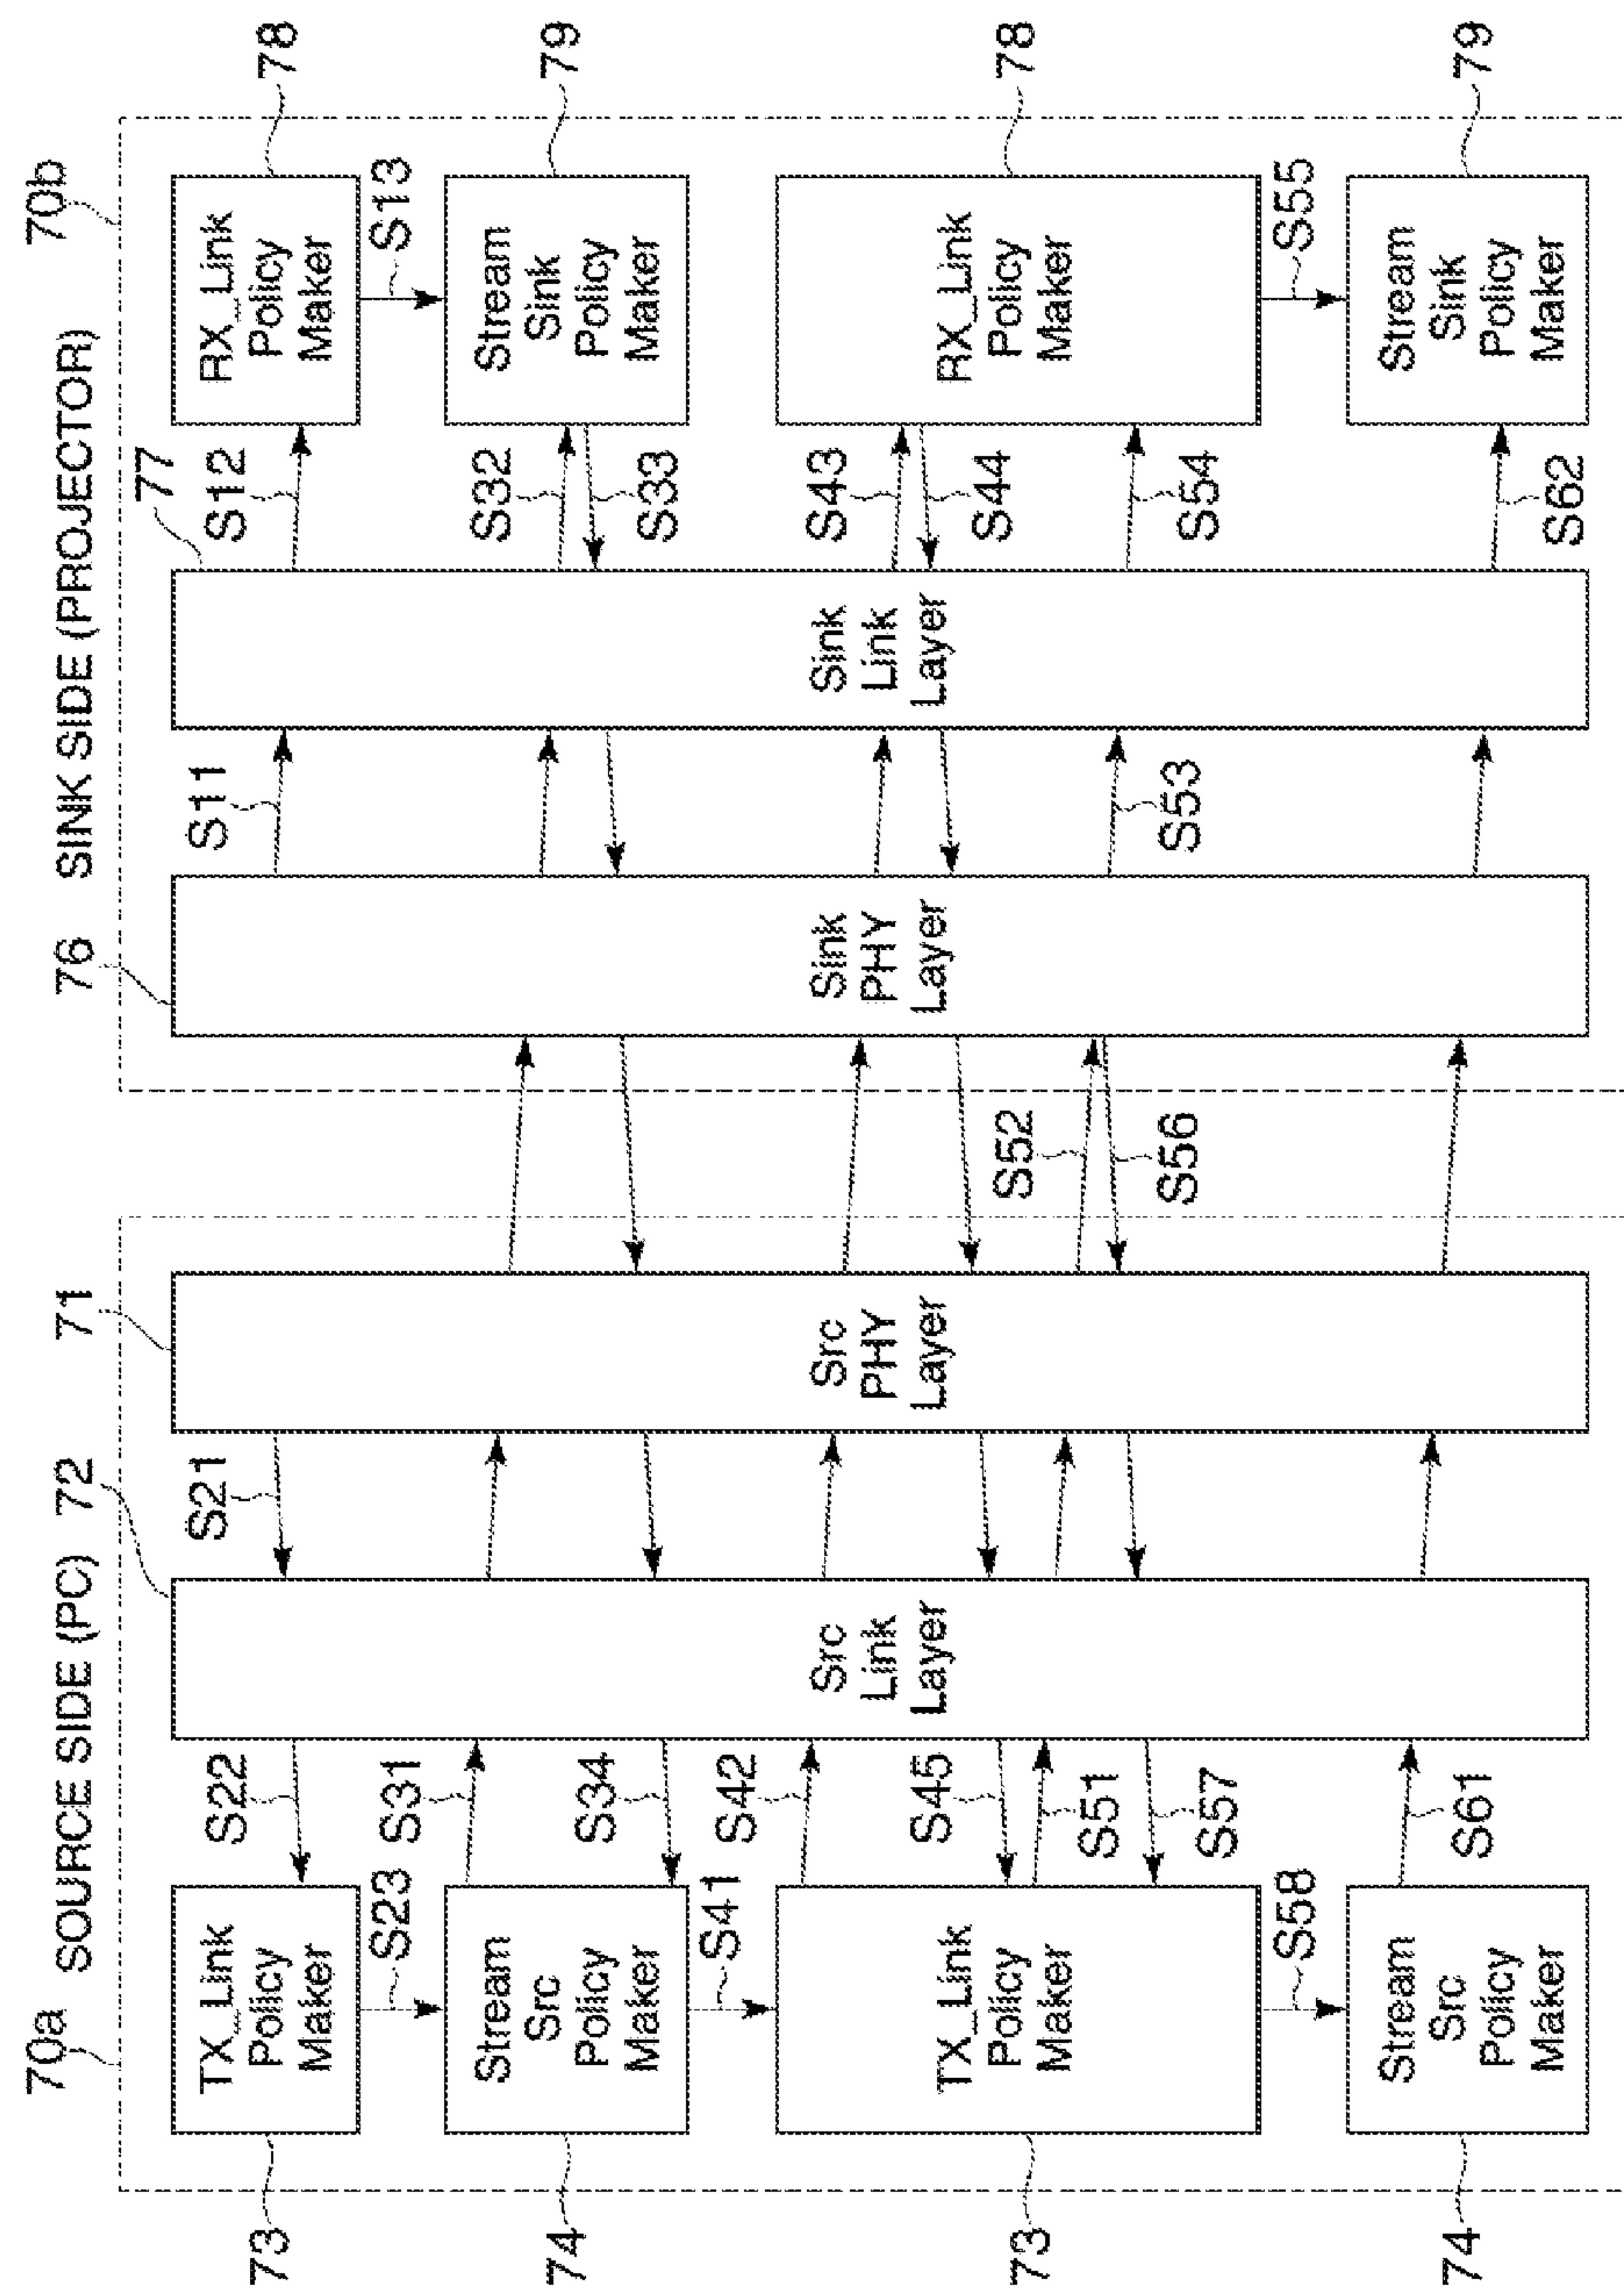 70a
SOURCE SIDE (PC)
72
71
76
SINK SIDE (PROJECTOR)
70b
77
73
TX_Link
Policy
Maker
S22
S21
S11
S12
RX_Link
Policy
Maker
78
S23
S13
74
Stream
Src
Policy
Maker
S31
S34
S32
S33
Stream
Sink
Policy
Maker
79
S41
Src
Link
Layer
Src
PHY
Layer
Sink
PHY
Layer
Sink
Link
Layer
73
TX_Link
Policy
Maker
S42
S45
S51
S57
S52
S56
S53
S43
S44
S54
RX_Link
Policy
Maker
78
S58
S55
74
Stream
Src
Policy
Maker
S61
S62
Stream
Sink
Policy
Maker
79